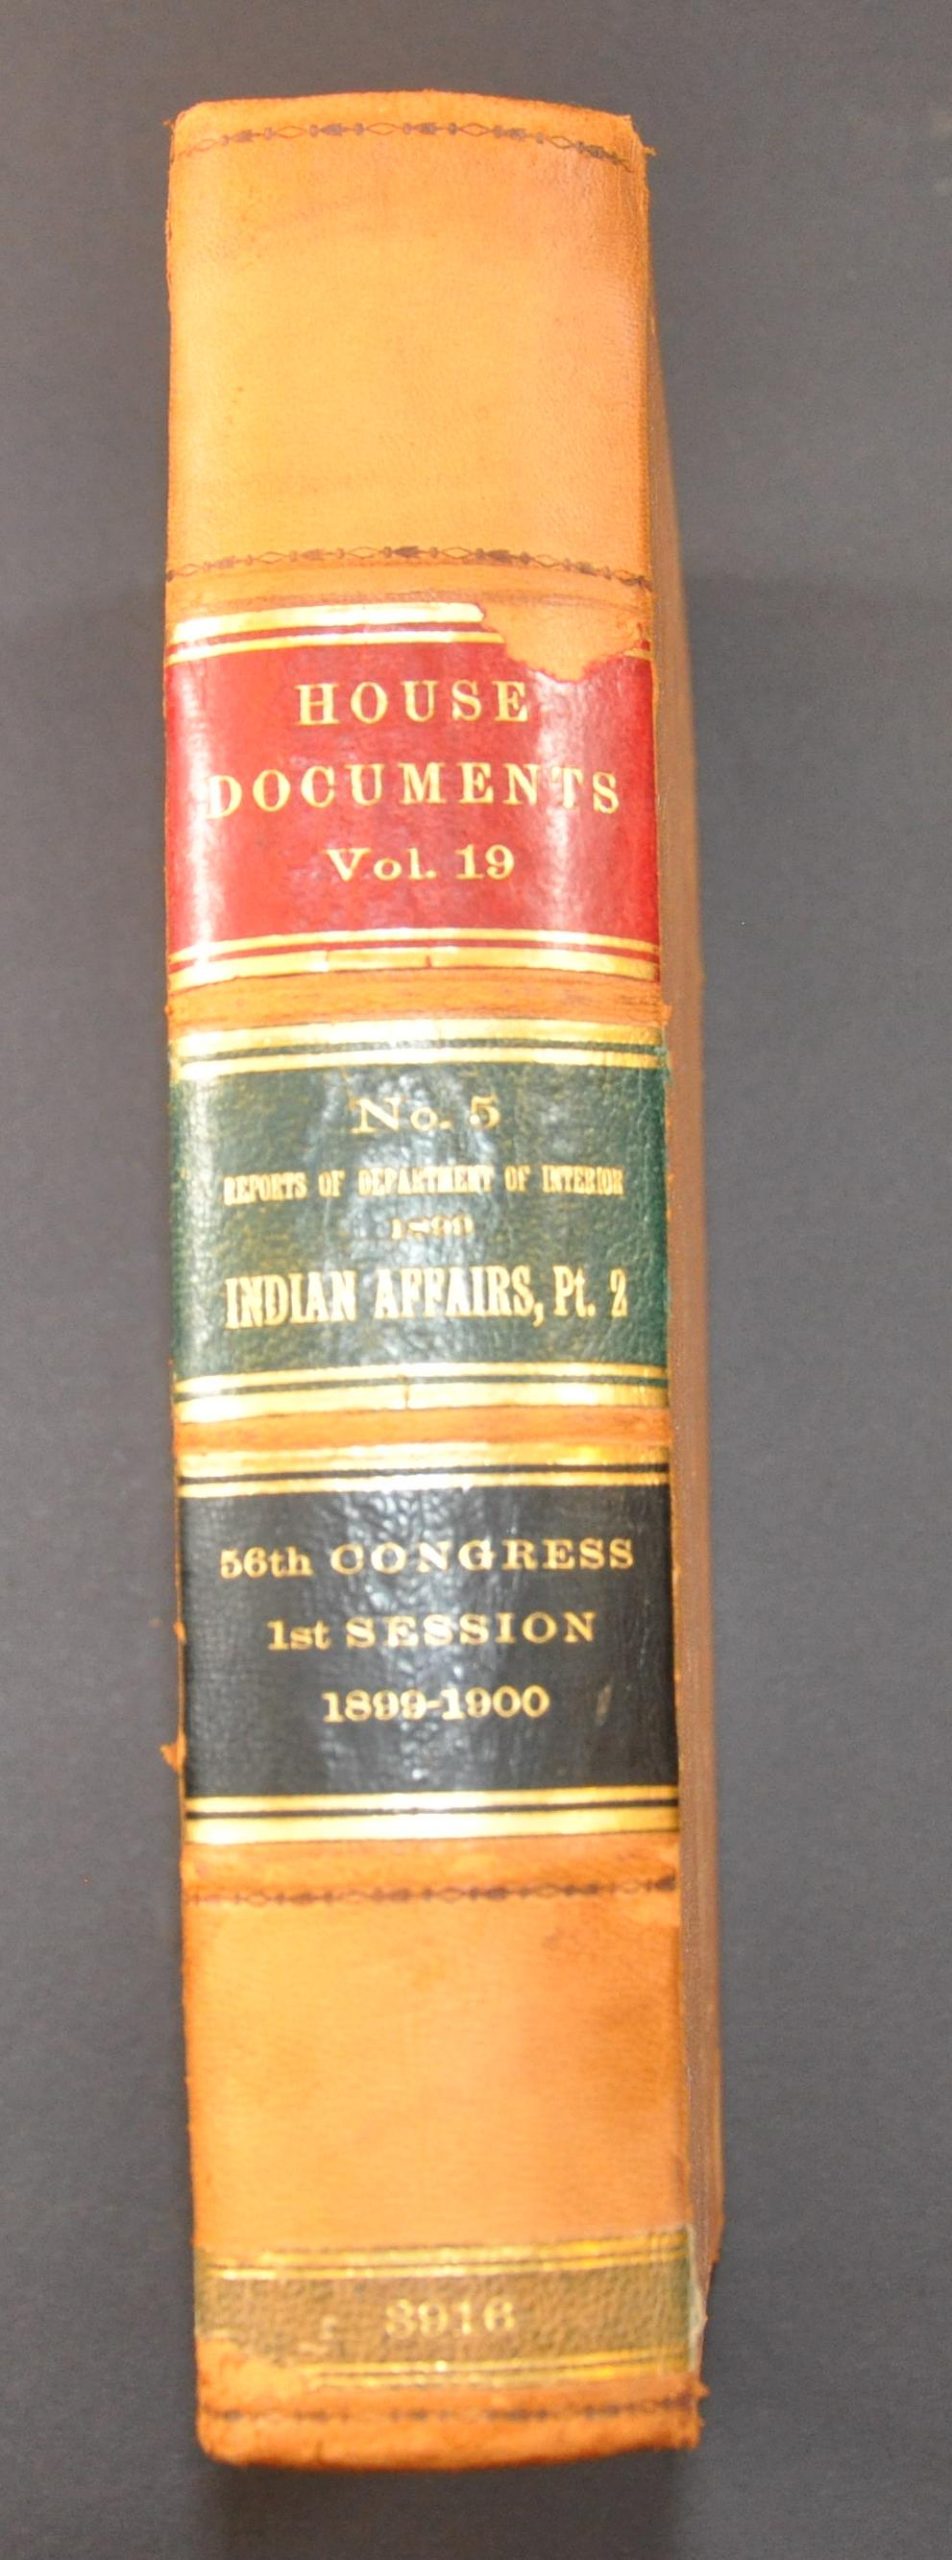 HOUSE
DOCUMENTS
Vol. 19
No. 5
REPORTS OF DEPARTMENT OF INTERIOR
1899
INDIAN AFFAIRS, Pt. 2
56th CONGRESS
1st SESSION
1899-1900
3916